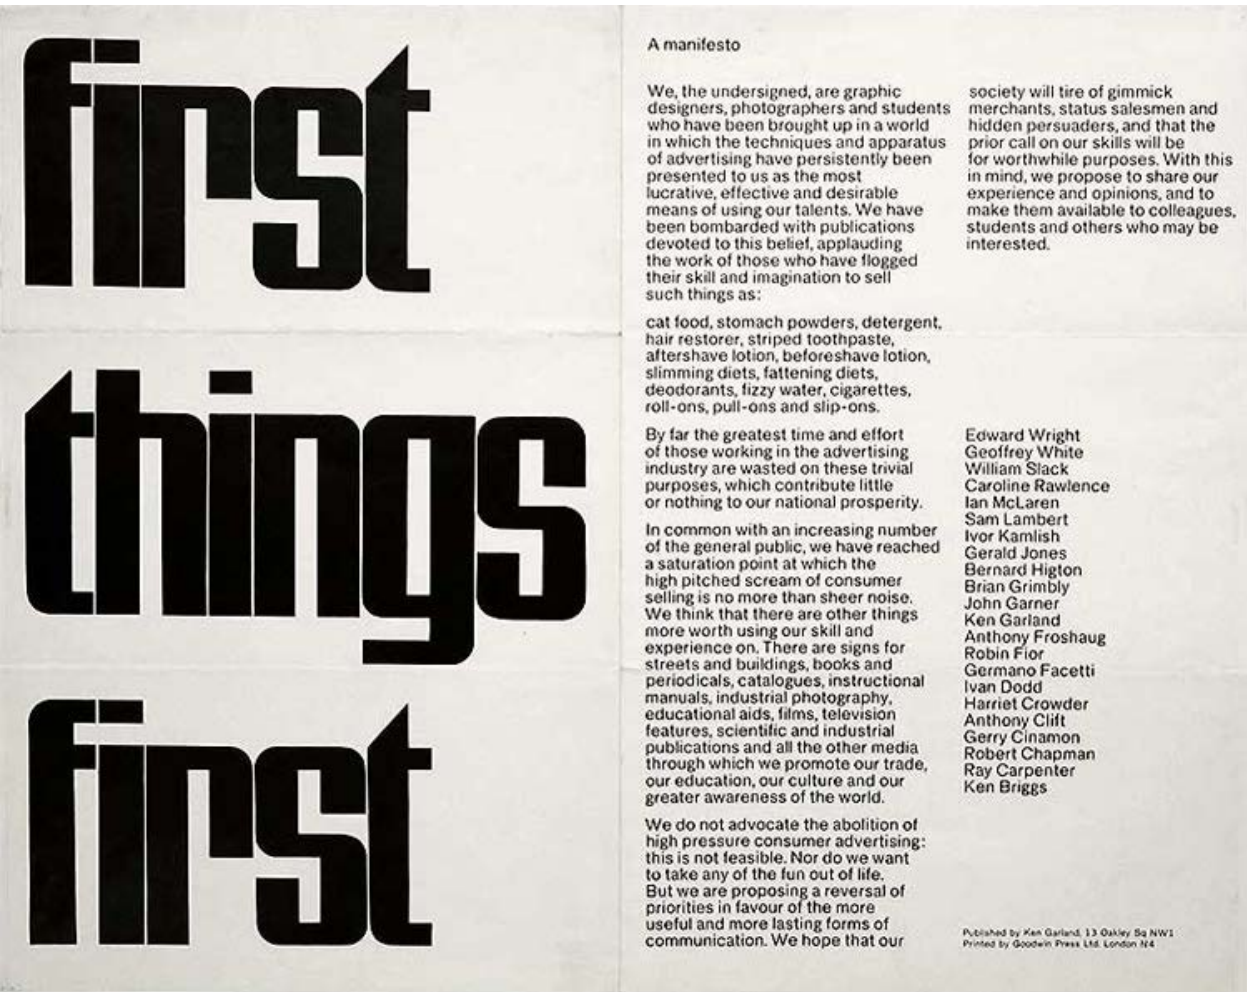 first
things
first
A manifesto
We, the undersigned, are graphic
designers, photographers and students
who have been brought up in a world
in which the techniques and apparatus
of advertising have persistently been
presented to us as the most
lucrative, effective and desirable
means of using our talents. We have
been bombarded with publications
devoted to this belief, applauding
the work of those who have flogged
their skill and imagination to sell
such things as:
cat food, stomach powders, detergent,
hair restorer, striped toothpaste,
aftershave lotion, beforeshave lotion,
slimming diets, fattening diets,
deodorants, fizzy water, cigarettes,
roll-ons, pull-ons and slip-ons.
By far the greatest time and effort
of those working in the advertising
industry are wasted on these trivial
purposes, which contribute little
or nothing to our national prosperity.
In common with an increasing number
of the general public, we have reached
a saturation point at which the
high pitched scream of consumer
selling is no more than sheer noise.
We think that there are other things
more worth using our skill and
experience on. There are signs for
streets and buildings, books and
periodicals, catalogues, instructional
manuals, industrial photography,
educational aids, films, television
features, scientific and industrial
publications and all the other media
through which we promote our trade,
our education, our culture and our
greater awareness of the world.
We do not advocate the abolition of
high pressure consumer advertising:
this is not feasible. Nor do we want
to take any of the fun out of life.
But we are proposing a reversal of
priorities in favour of the more
useful and more lasting forms of
communication. We hope that our
society will tire of gimmick
merchants, status salesmen and
hidden persuaders, and that the
prior call on our skills will be
for worthwhile purposes. With this
in mind, we propose to share our
experience and opinions, and to
make them available to colleagues,
students and others who may be
interested.
Edward Wright
Geoffrey White
William Slack
Caroline Rawlence
Ian McLaren
Sam Lambert
Ivor Kamlish
Gerald Jones
Bernard Higton
Brian Grimbly
John Garner
Ken Garland
Anthony Froshaug
Robin Fior
Germano Facetti
Ivan Dodd
Harriet Crowder
Anthony Clift
Gerry Cinamon
Robert Chapman
Ray Carpenter
Ken Briggs
Published by Ken Garland, 13 Oakley Sq NW1
Printed by Goodwin Press Ltd. London N4